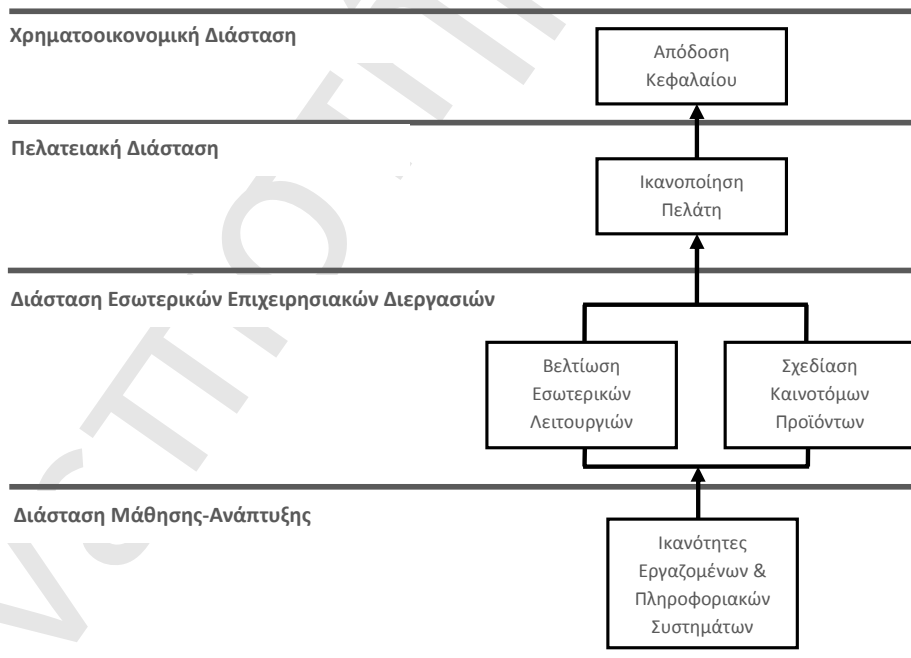 Χρηματοοικονομική Διάσταση
Απόδοση
Κεφαλαίου
Πελατειακή Διάσταση
Ικανοποίηση
Πελάτη
Διάσταση Εσωτερικών Επιχειρησιακών Διεργασιών
Βελτίωση
Εσωτερικών
Λειτουργιών
Σχεδίαση
Καινοτόμων
Προϊόντων
Διάσταση Μάθησης-Ανάπτυξης
Ικανότητες
Εργαζομένων &
Πληροφοριακών
Συστημάτων